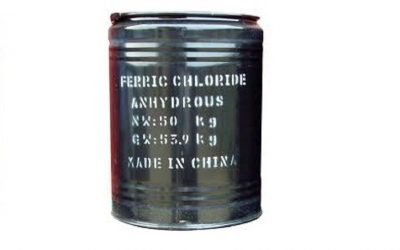 FERRIC CHLORIDE
ANHYDROUS
NW:50 kg
GW:53.9 kg
MADE IN CHINA